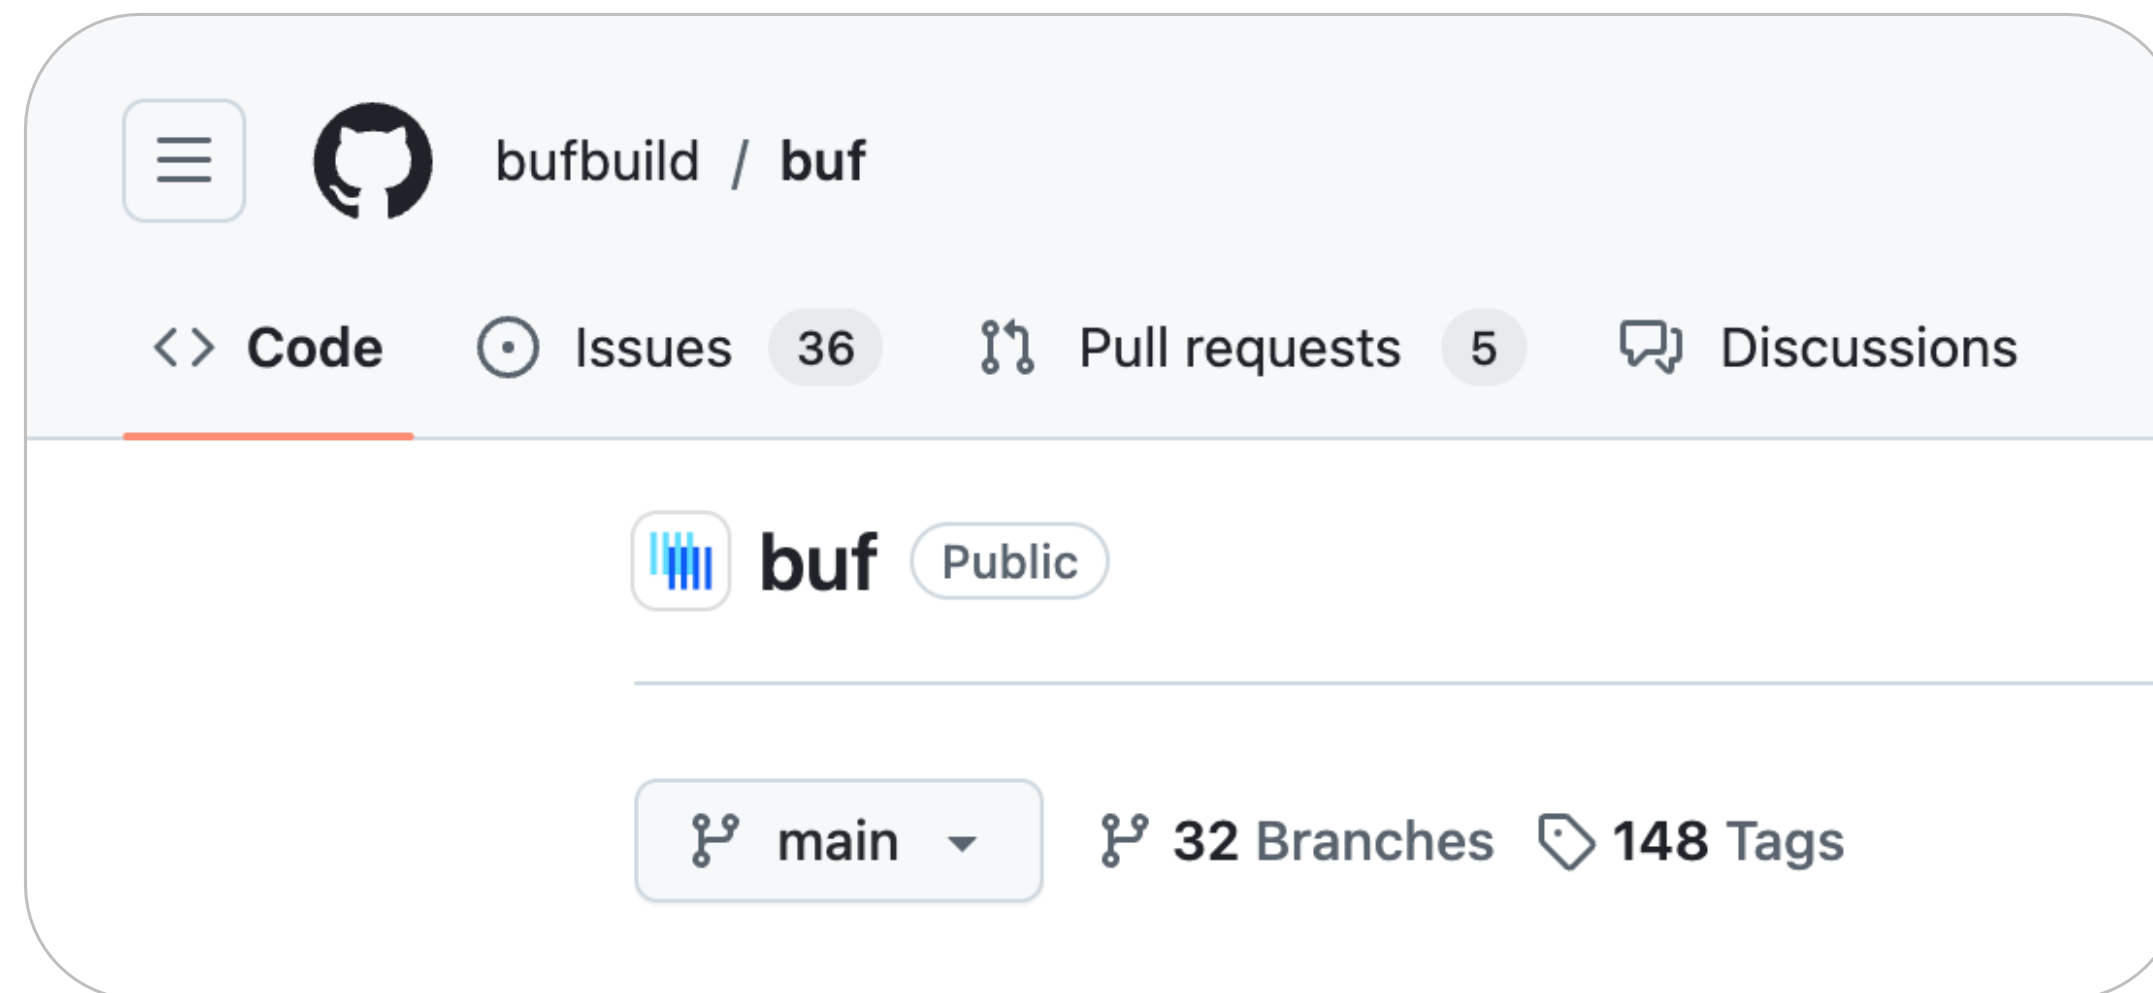 bufbuild / buf
Code Issues 36 Pull requests 5 Discussions
buf Public
main 32 Branches 148 Tags